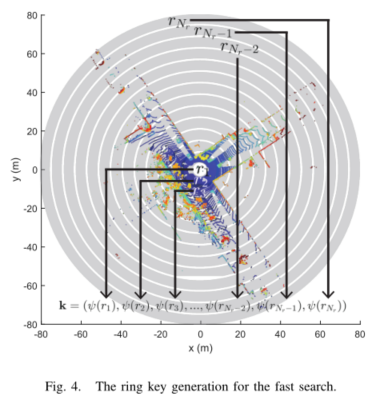 80
r_{N_r}
r_{N_r-1}
r_{N_r-2}
60
40
20
y (m)
0
r
-20
-40
-60
k = (ψ(r_1), ψ(r_2), ψ(r_3), ..., ψ(r_{N_r-2}), ψ(r_{N_r-1}), ψ(r_{N_r}))
-80
-80 -60 -40 -20 0 20 40 60 80
x (m)
Fig. 4. The ring key generation for the fast search.